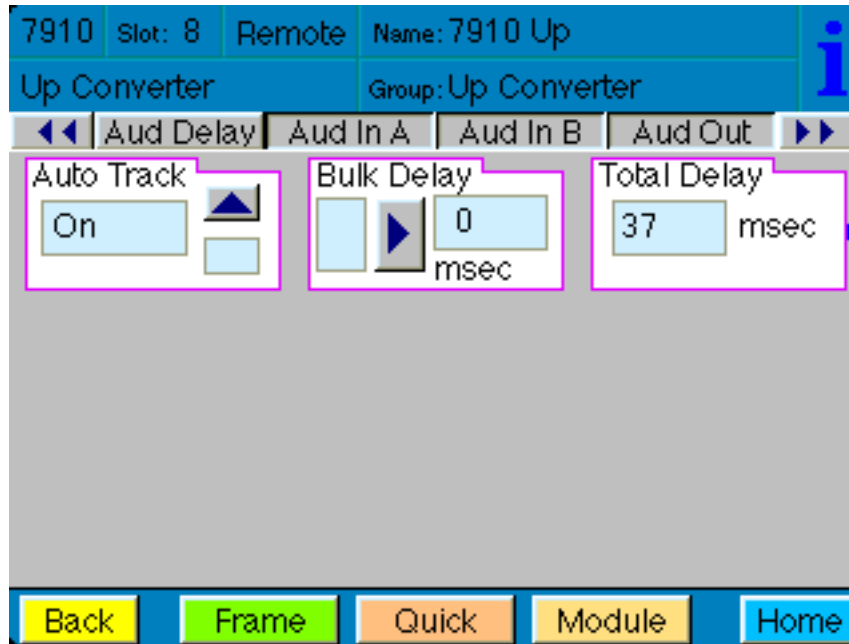 7910 Slot: 8 Remote Name: 7910 Up
Up Converter Group: Up Converter
Aud Delay Aud In A Aud In B Aud Out
Auto Track Bulk Delay Total Delay
On 0 37 msec
msec
Back Frame Quick Module Home